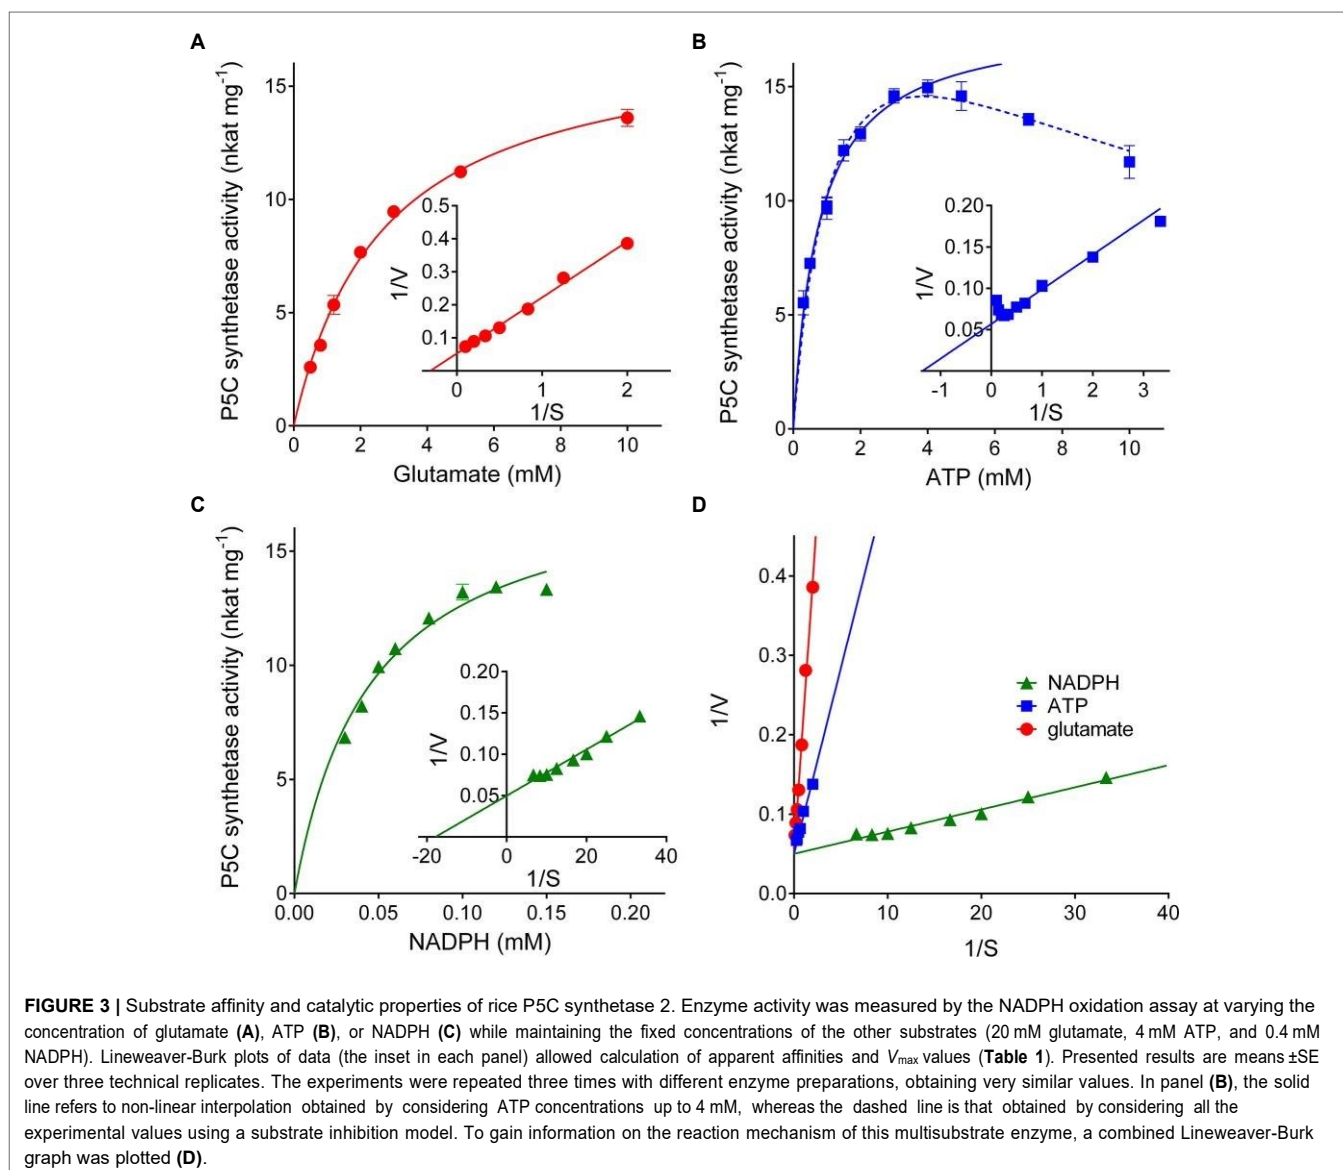 A
P5C synthetase activity (nkat mg⁻¹)
15
10
5
0
0 2 4 6 8 10
Glutamate (mM)
0.5
0.4
0.3
0.2
0.1
1/V
0 1 2
1/S
B
P5C synthetase activity (nkat mg⁻¹)
15
10
5
0
0 2 4 6 8 10
ATP (mM)
0.20
0.15
0.10
0.05
1/V
-1 0 1 2 3
1/S
C
P5C synthetase activity (nkat mg⁻¹)
15
10
5
0
0.00 0.05 0.10 0.15 0.20
NADPH (mM)
0.20
0.15
0.10
0.05
1/V
-20 0 20 40
1/S
D
1/V
0.4
0.3
0.2
0.1
0.0
0 10 20 30 40
1/S
NADPH
ATP
glutamate
FIGURE 3 | Substrate affinity and catalytic properties of rice P5C synthetase 2. Enzyme activity was measured by the NADPH oxidation assay at varying the
concentration of glutamate (A), ATP (B), or NADPH (C) while maintaining the fixed concentrations of the other substrates (20 mM glutamate, 4 mM ATP, and 0.4 mM
NADPH). Lineweaver-Burk plots of data (the inset in each panel) allowed calculation of apparent affinities and Vmax values (Table 1). Presented results are means ±SE
over three technical replicates. The experiments were repeated three times with different enzyme preparations, obtaining very similar values. In panel (B), the solid
line refers to non-linear interpolation obtained by considering ATP concentrations up to 4 mM, whereas the dashed line is that obtained by considering all the
experimental values using a substrate inhibition model. To gain information on the reaction mechanism of this multisubstrate enzyme, a combined Lineweaver-Burk
graph was plotted (D).